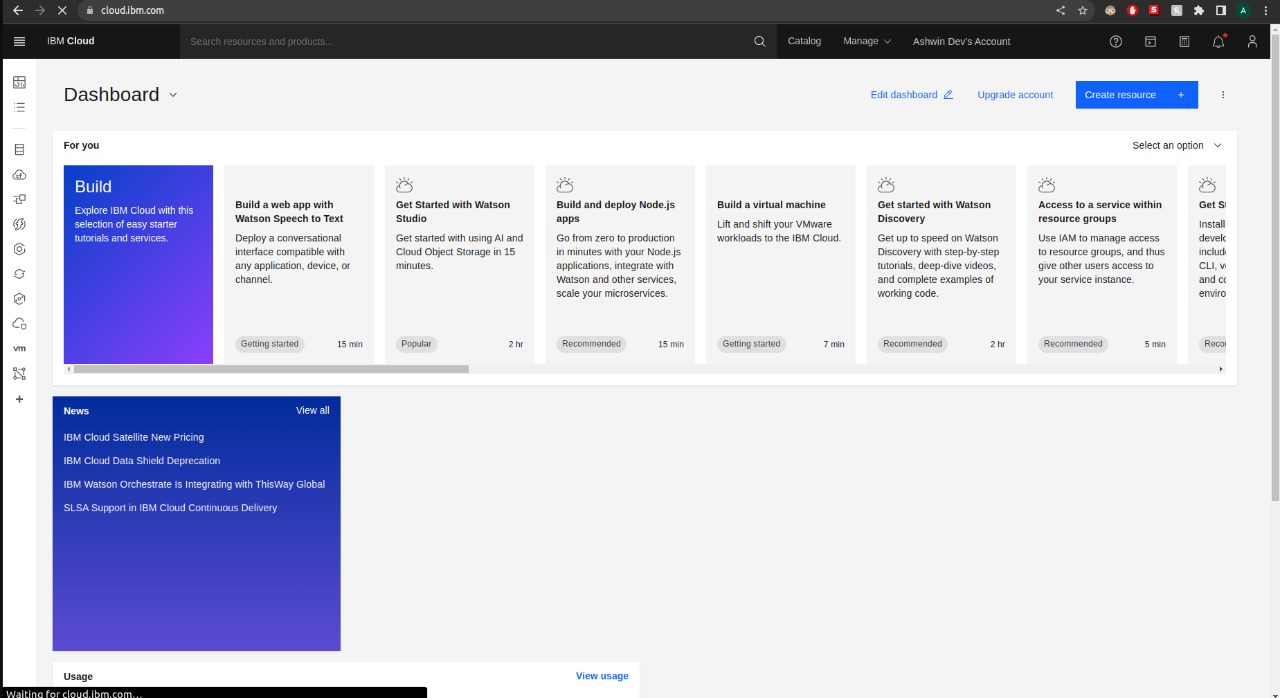 cloud.ibm.com
A
IBM Cloud
Search resources and products...
Catalog
Manage
Ashwin Dev's Account
Dashboard
Edit dashboard
Upgrade account
Create resource +
For you
Select an option
Build
Explore IBM Cloud with this
selection of easy starter
tutorials and services.
Build a web app with
Watson Speech to Text
Deploy a conversational
interface compatible with
any application, device, or
channel.
Getting started
15 min
Get Started with Watson
Studio
Get started with using AI and
Cloud Object Storage in 15
minutes.
Popular
2 hr
Build and deploy Node.js
apps
Go from zero to production
in minutes with your Node.js
applications, integrate with
Watson and other services,
scale your microservices.
Recommended
15 min
Build a virtual machine
Lift and shift your VMware
workloads to the IBM Cloud.
Getting started
7 min
Get started with Watson
Discovery
Get up to speed on Watson
Discovery with step-by-step
tutorials, deep-dive videos,
and complete examples of
working code.
Recommended
2 hr
Access to a service within
resource groups
Use IAM to manage access
to resource groups, and thus
give other users access to
your service instance.
Recommended
5 min
Get St
Install
develo
include
CLI, ve
and co
enviro
Recor
vm
News
View all
IBM Cloud Satellite New Pricing
IBM Cloud Data Shield Deprecation
IBM Watson Orchestrate Is Integrating with ThisWay Global
SLSA Support in IBM Cloud Continuous Delivery
Usage
View usage
Waiting for cloud.ibm.com...